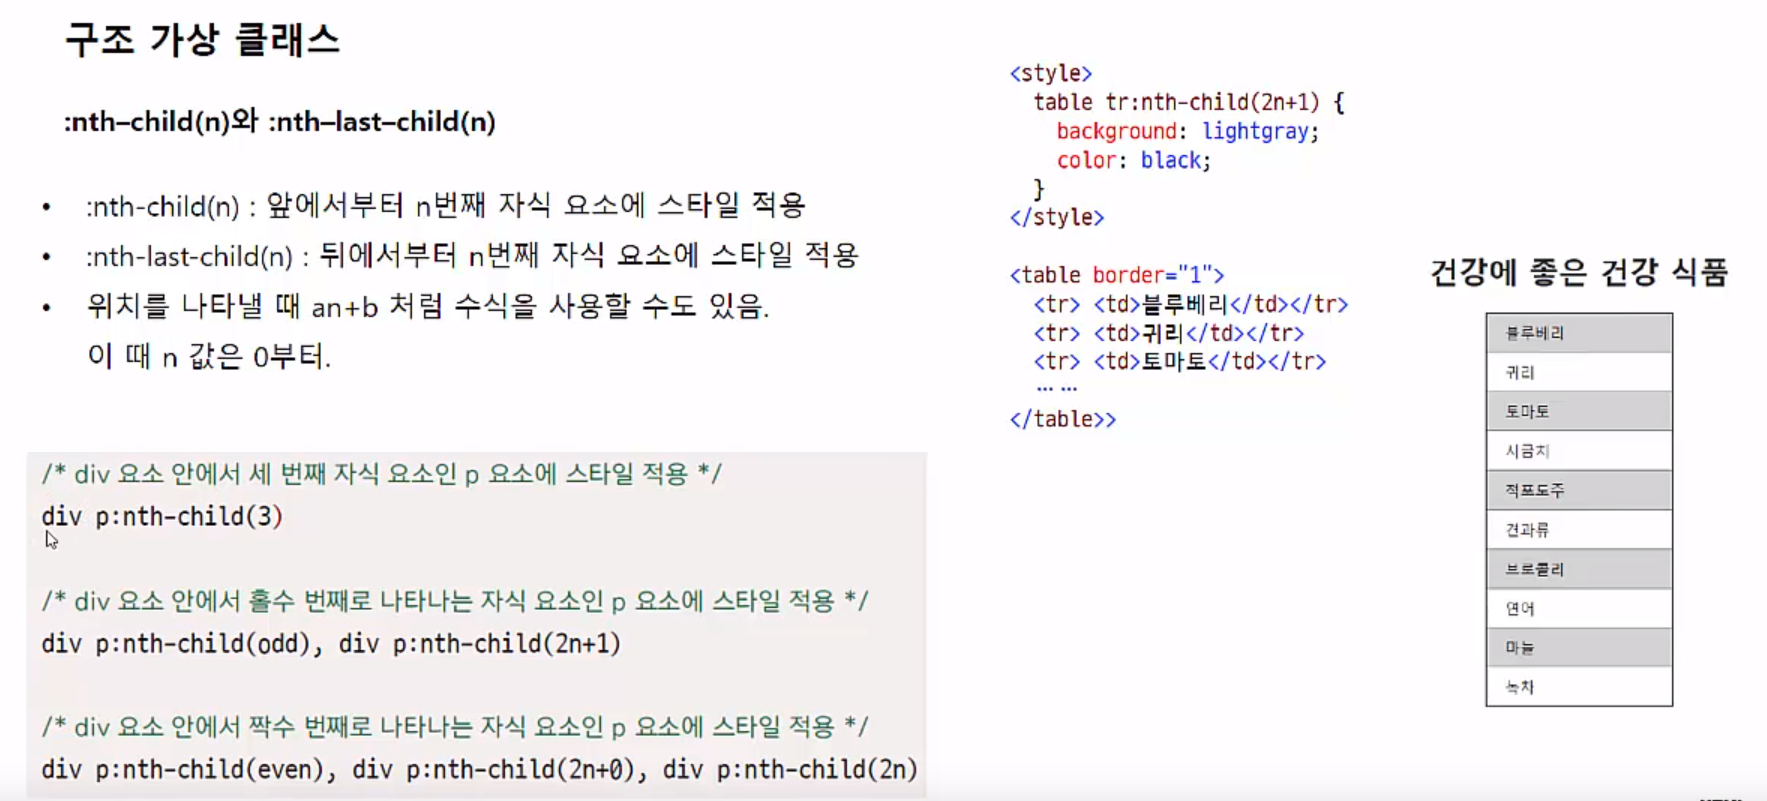 구조 가상 클래스
:nth-child(n)와 :nth-last-child(n)
• :nth-child(n) : 앞에서부터 n번째 자식 요소에 스타일 적용
• :nth-last-child(n) : 뒤에서부터 n번째 자식 요소에 스타일 적용
• 위치를 나타낼 때 an+b 처럼 수식을 사용할 수도 있음.
이 때 n 값은 0부터.
/* div 요소 안에서 세 번째 자식 요소인 p 요소에 스타일 적용 */
div p:nth-child(3)
/* div 요소 안에서 홀수 번째로 나타나는 자식 요소인 p 요소에 스타일 적용 */
div p:nth-child(odd), div p:nth-child(2n+1)
/* div 요소 안에서 짝수 번째로 나타나는 자식 요소인 p 요소에 스타일 적용 */
div p:nth-child(even), div p:nth-child(2n+0), div p:nth-child(2n)
<style>
table tr:nth-child(2n+1) {
background: lightgray;
color: black;
}
</style>
<table border="1">
<tr> <td>블루베리</td></tr>
<tr> <td>귀리</td></tr>
<tr> <td>토마토</td></tr>
… …
</table>>
건강에 좋은 건강 식품
블루베리
귀리
토마토
시금치
적포도주
견과류
브로콜리
연어
마늘
녹차